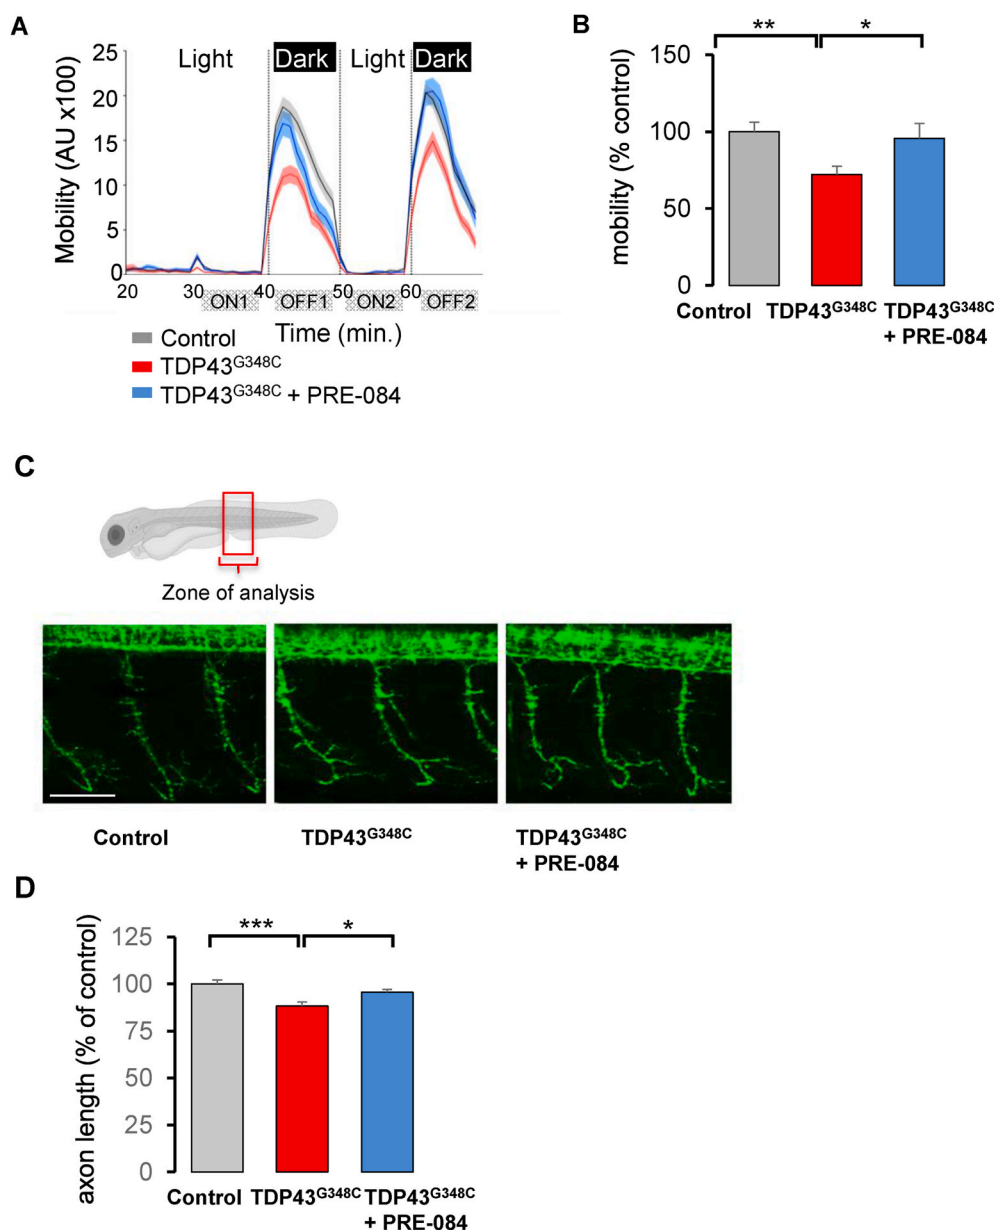 A
Light Dark Light Dark
Mobility (AU x100)
25
20
15
10
5
0
20 30 40 50 60
ON1 OFF1 ON2 OFF2
Time (min.)
Control
TDP43G348C
TDP43G348C + PRE-084
B
** *
mobility (% control)
150
100
50
0
Control TDP43G348C TDP43G348C
+ PRE-084
C
Zone of analysis
Control TDP43G348C TDP43G348C
+ PRE-084
D
*** *
axon length (% of control)
125
100
75
50
25
0
Control TDP43G348C TDP43G348C
+ PRE-084